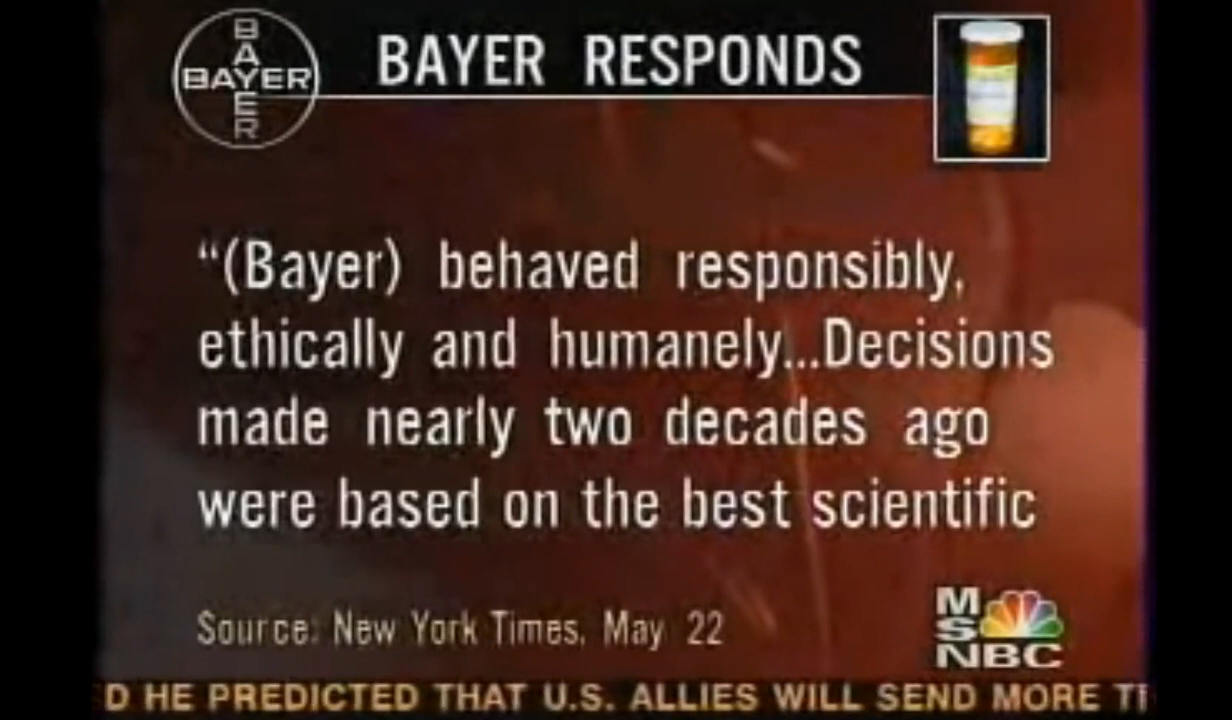 BAYER
BAYER
BAYER RESPONDS
“(Bayer) behaved responsibly,
ethically and humanely...Decisions
made nearly two decades ago
were based on the best scientific
Source: New York Times, May 22
MSNBC
D HE PREDICTED THAT U.S. ALLIES WILL SEND MORE